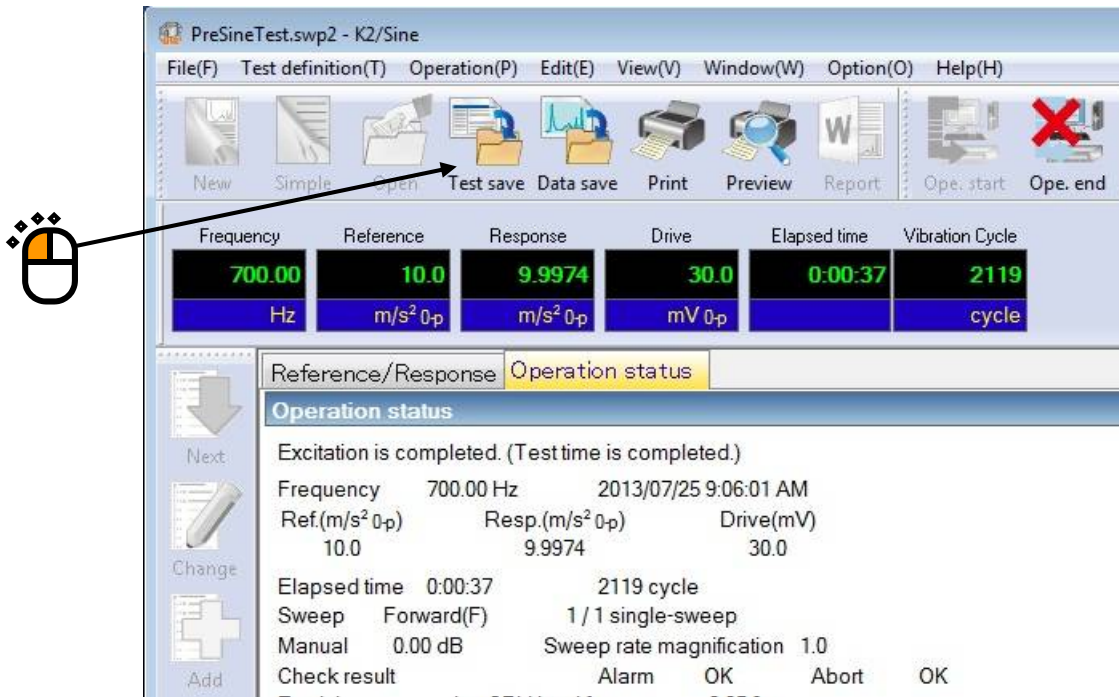 PreSineTest.swp2 - K2/Sine
File(F) Test definition(T) Operation(P) Edit(E) View(V) Window(W) Option(O) Help(H)
New Simple Open Test save Data save Print Preview Report Ope. start Ope. end
Frequency Reference Response Drive Elapsed time Vibration Cycle
700.00 10.0 9.9974 30.0 0:00:37 2119
Hz m/s² 0-p m/s² 0-p mV 0-p cycle
Reference/Response Operation status
Operation status
Next
Excitation is completed. (Test time is completed.)
Frequency 700.00 Hz 2013/07/25 9:06:01 AM
Ref.(m/s² 0-p) Resp.(m/s² 0-p) Drive(mV)
10.0 9.9974 30.0
Change
Elapsed time 0:00:37 2119 cycle
Sweep Forward(F) 1 / 1 single-sweep
Manual 0.00 dB Sweep rate magnification 1.0
Add
Check result Alarm OK Abort OK